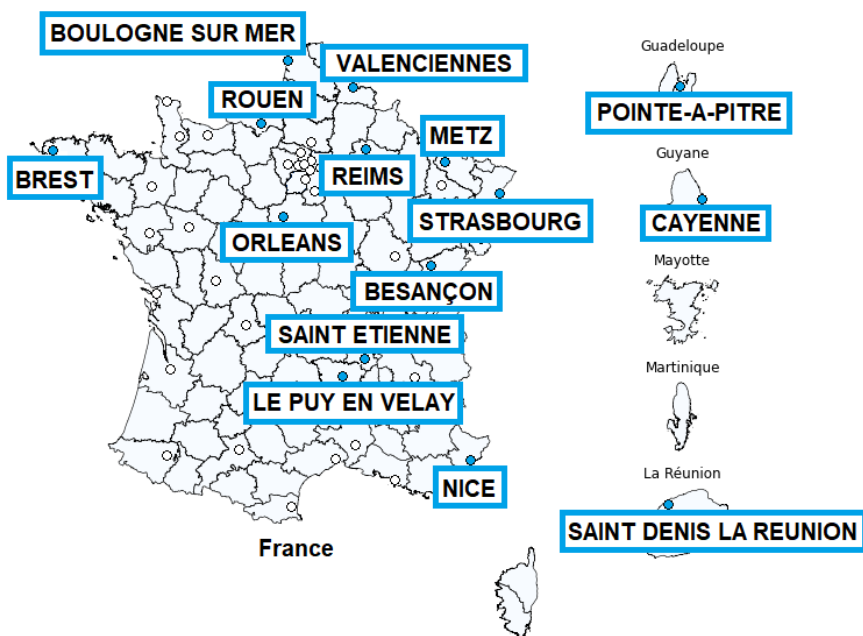 BOULOGNE SUR MER
VALENCIENNES
ROUEN
METZ
BREST
REIMS
STRASBOURG
ORLEANS
BESANÇON
SAINT ETIENNE
LE PUY EN VELAY
NICE
France
Guadeloupe
POINTE-A-PITRE
Guyane
CAYENNE
Mayotte
Martinique
La Réunion
SAINT DENIS LA REUNION